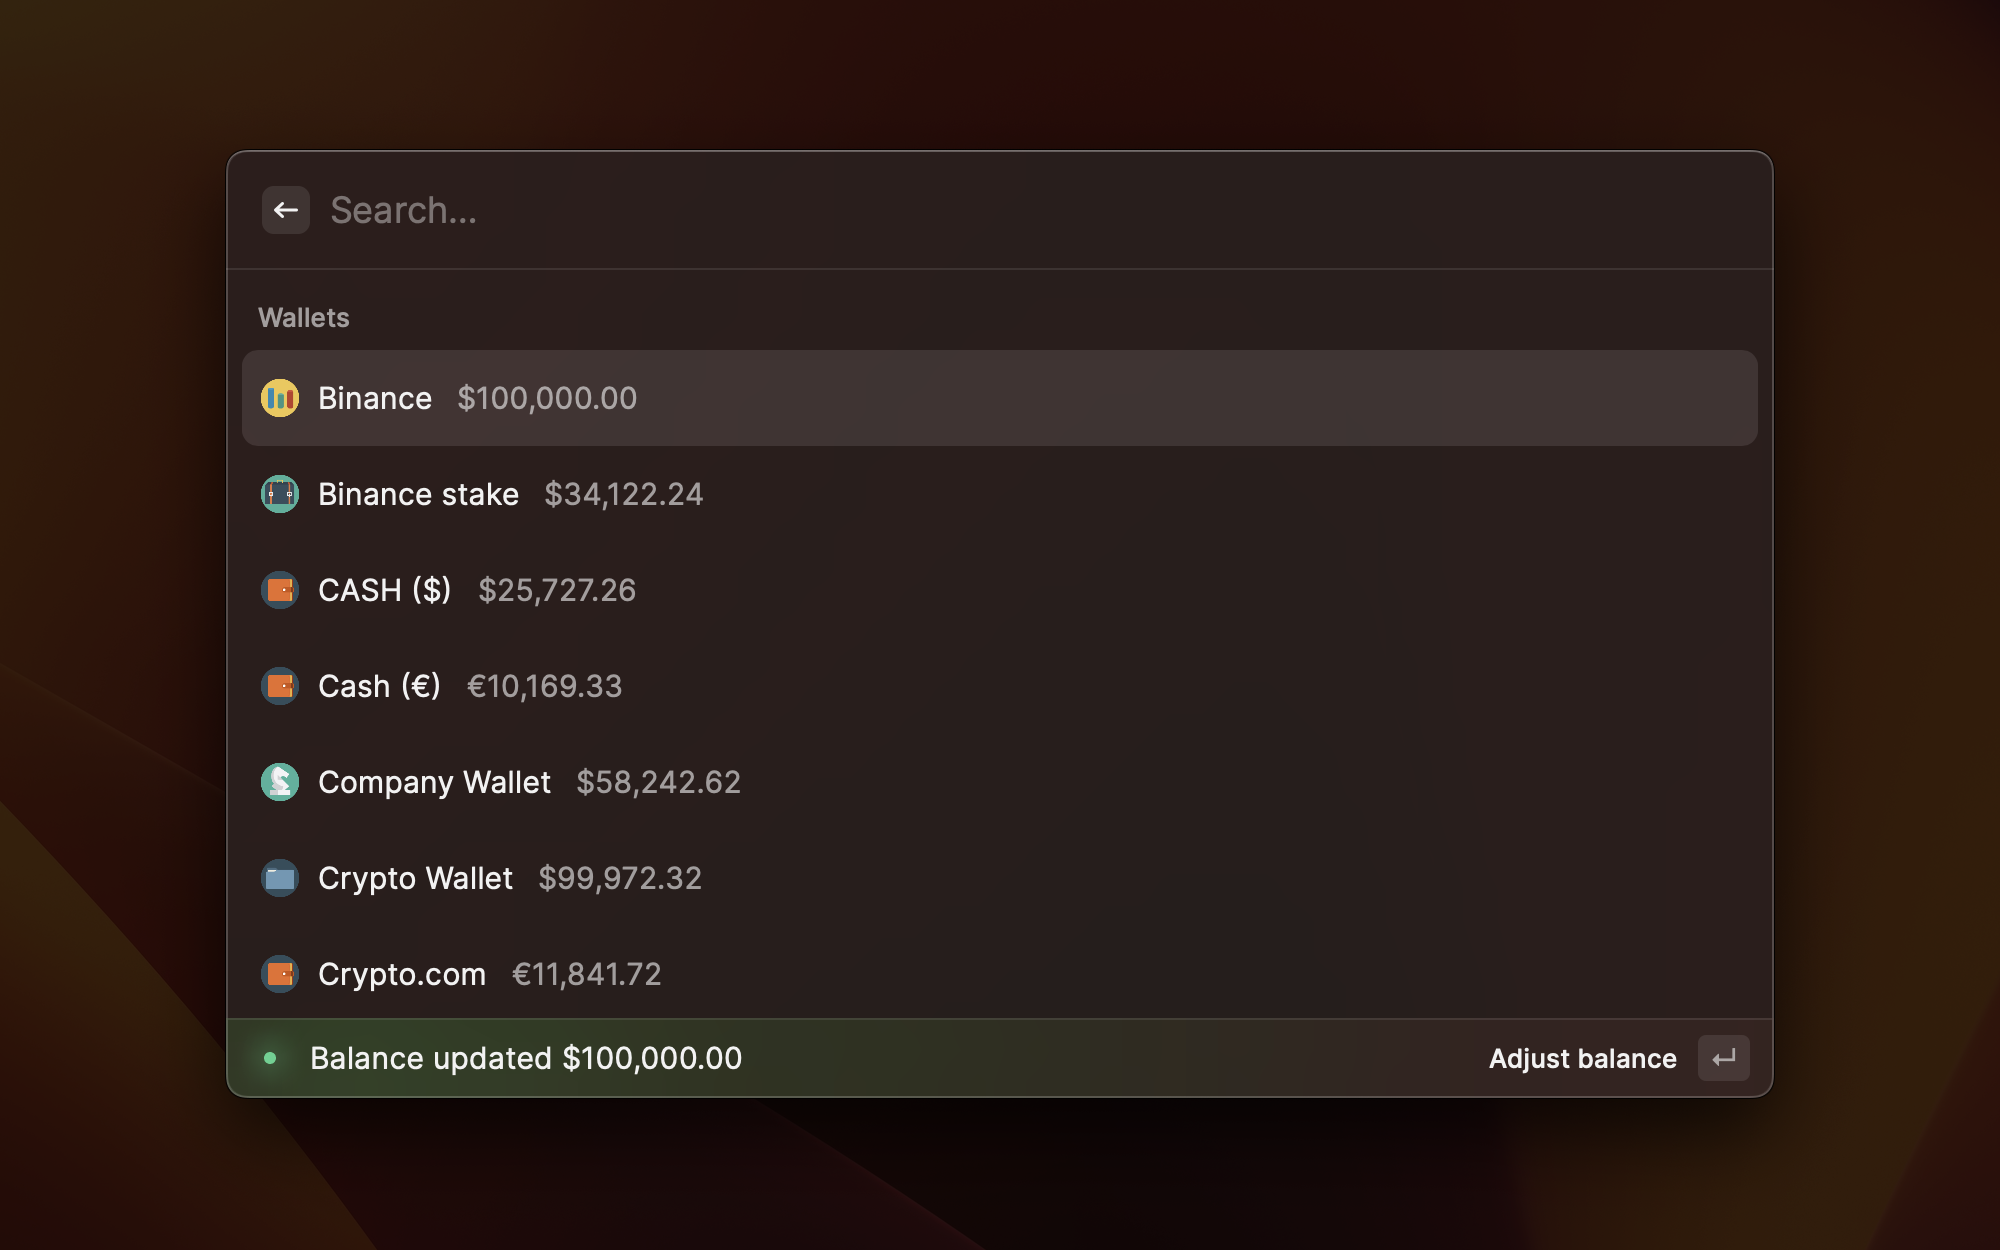 Search...
Wallets
Binance $100,000.00
Binance stake $34,122.24
CASH ($) $25,727.26
Cash (€) €10,169.33
Company Wallet $58,242.62
Crypto Wallet $99,972.32
Crypto.com €11,841.72
Balance updated $100,000.00 Adjust balance